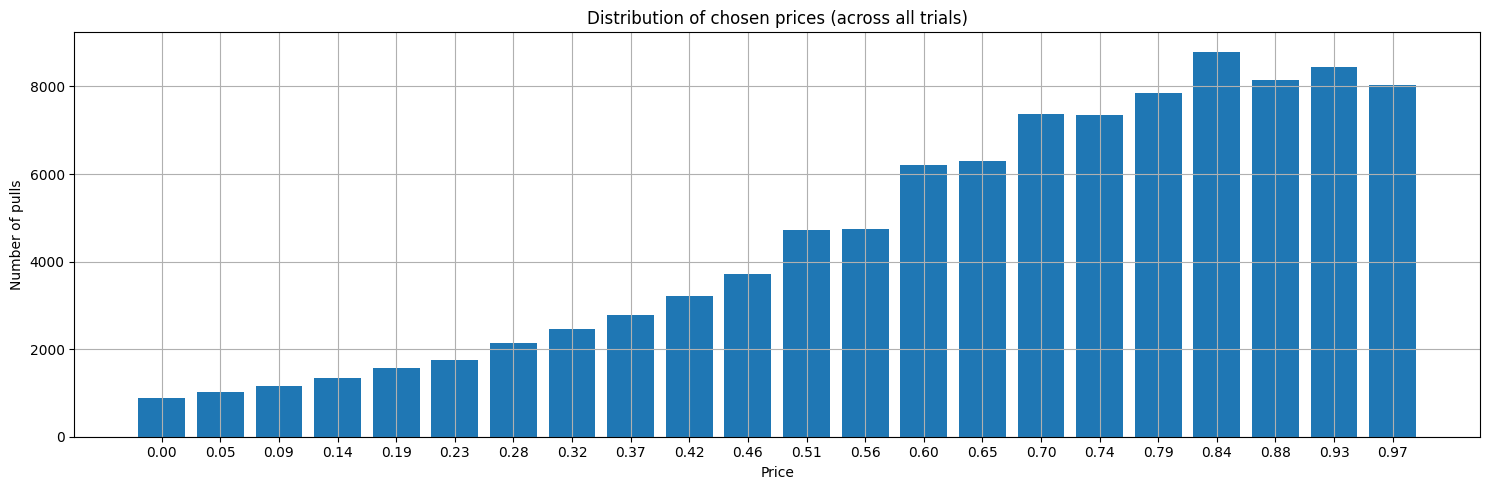 Distribution of chosen prices (across all trials)
Number of pulls
8000
6000
4000
2000
0
0.00 0.05 0.09 0.14 0.19 0.23 0.28 0.32 0.37 0.42 0.46 0.51 0.56 0.60 0.65 0.70 0.74 0.79 0.84 0.88 0.93 0.97
Price